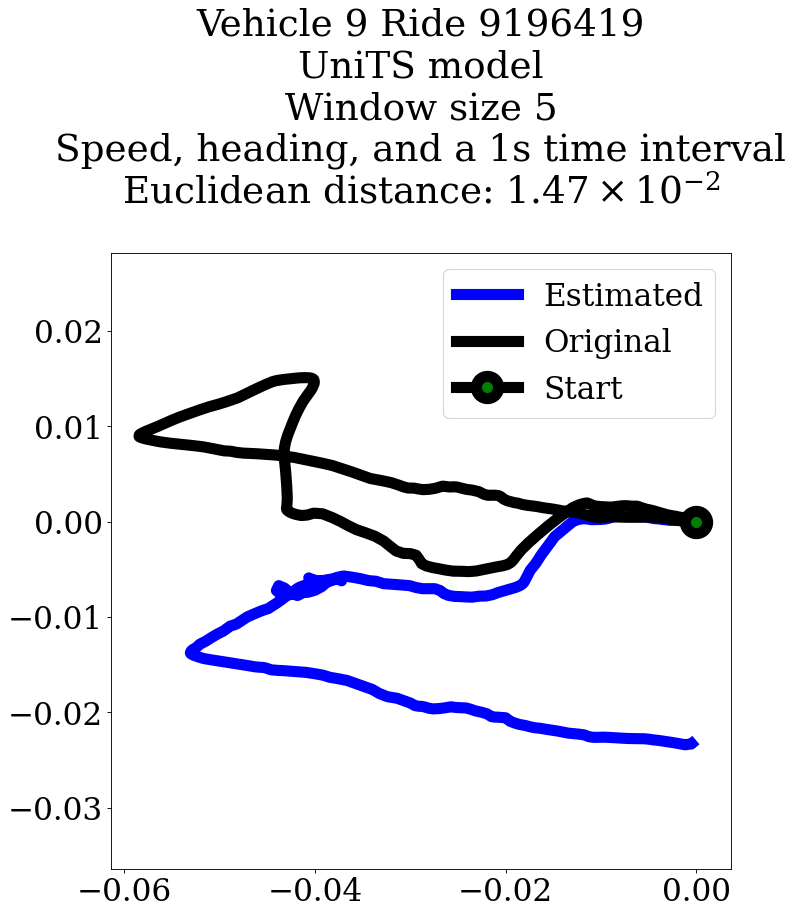 Vehicle 9 Ride 9196419
UniTS model
Window size 5
Speed, heading, and a 1s time interval
Euclidean distance: 1.47 × 10⁻²
Estimated
Original
Start
0.02
0.01
0.00
−0.01
−0.02
−0.03
−0.06 −0.04 −0.02 0.00